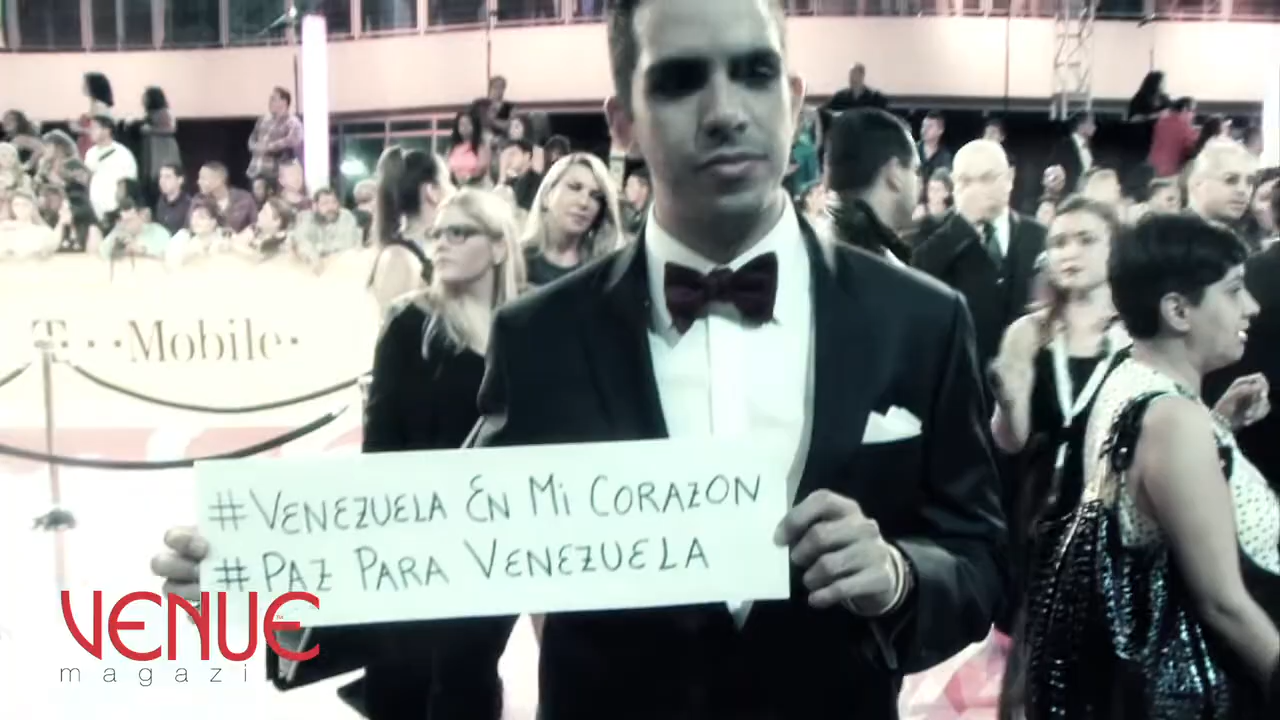 T··Mobile·
#VENEZUELA EN MI CORAZON
#PAZ PARA VENEZUELA
VENUE
magazi